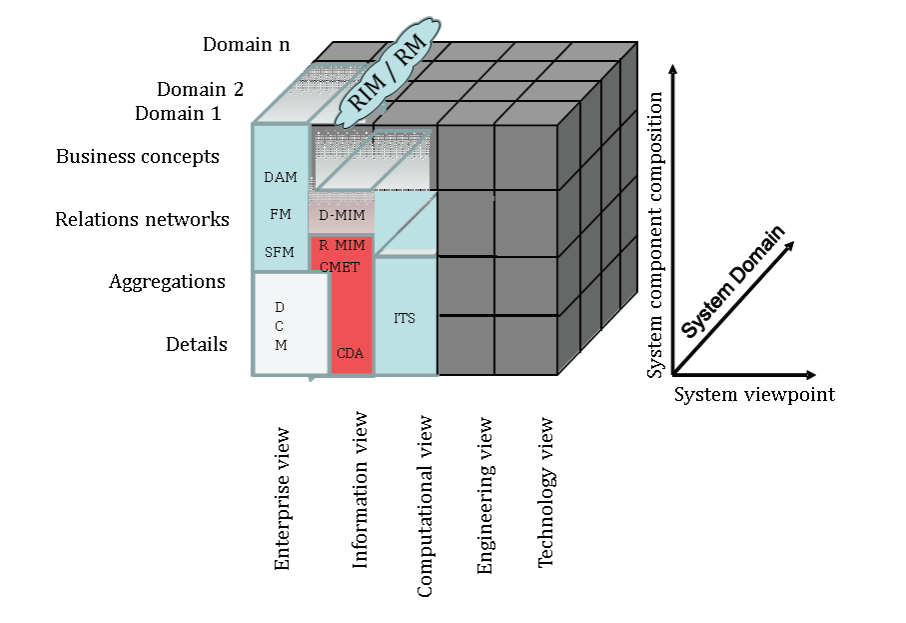 Domain n
Domain 2
Domain 1
RIM / RM
Business concepts
Relations networks
Aggregations
Details
DAM
FM
SFM
D
C
M
D-MIM
R MIM
CMET
CDA
ITS
Enterprise view
Information view
Computational view
Engineering view
Technology view
System component composition
System Domain
System viewpoint